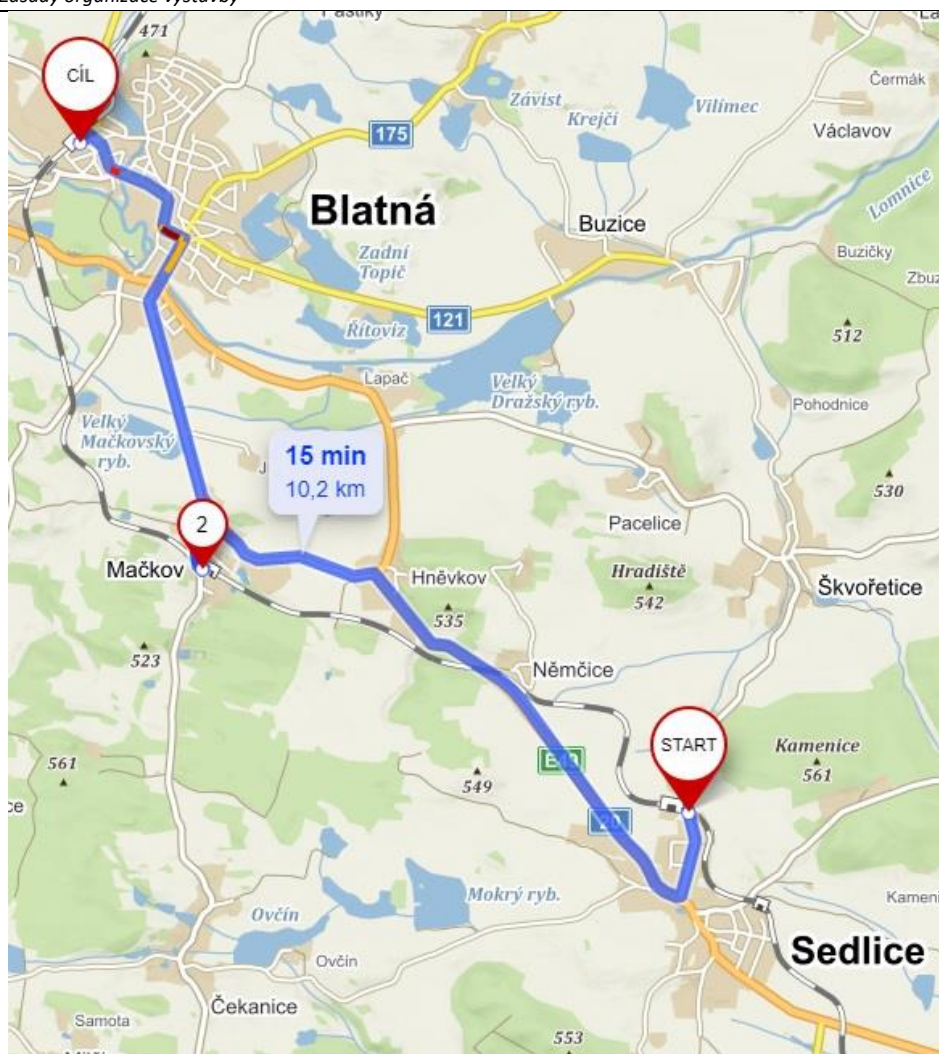 Zásady organizace výstavby
471
CÍL
Závist
Čermák
175
Krejčí
Vilímec
Václavov
Blatná
Lomnice
Buzice
Zadní
Topič
Buzičky
121
Řitovíz
512
Lapač
Velký
Dražský ryb.
Pohodnice
Velký
Mačkovský
ryb.
15 min
10,2 km
530
2
Pacelice
Mačkov
Hněvkov
Hradiště
542
Škvořetice
535
523
Němčice
START
Kamenice
561
561
E49
549
20
Mokrý ryb.
Ovčín
Sedlice
Ovčín
Čekanice
Samota
553